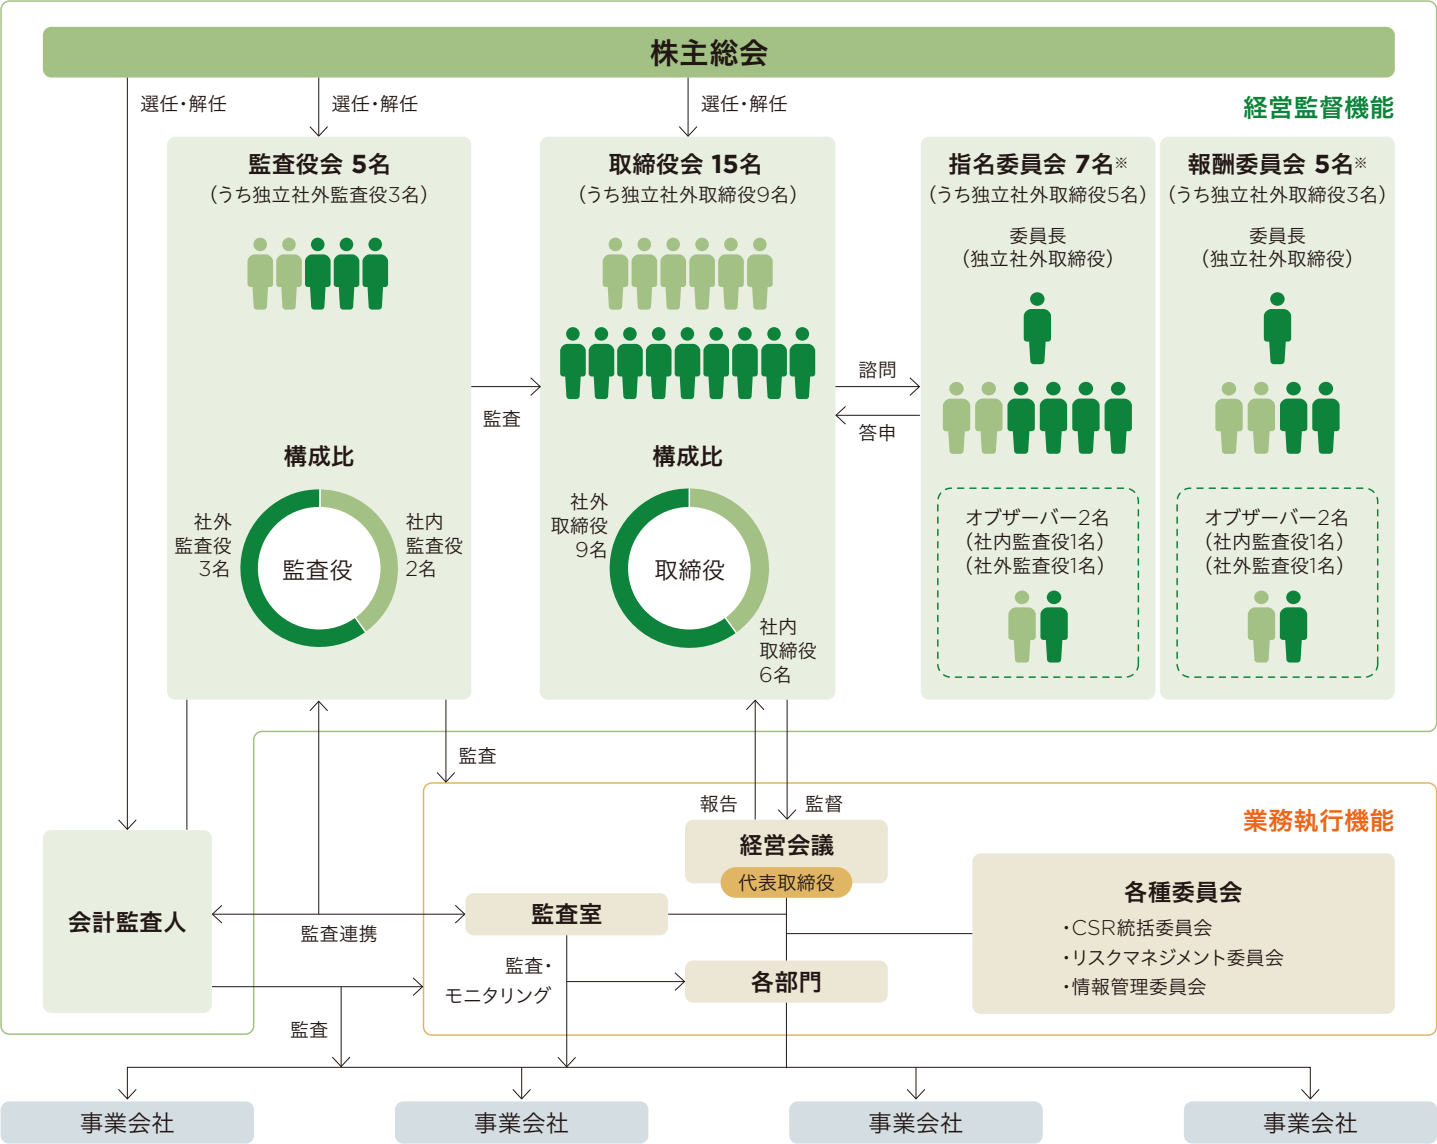 株主総会
選任・解任
選任・解任
選任・解任
経営監督機能
監査役会 5名
（うち独立社外監査役3名）
構成比
社外
監査役
3名
監査役
社内
監査役
2名
監査
取締役会 15名
（うち独立社外取締役9名）
構成比
社外
取締役
9名
取締役
社内
取締役
6名
諮問
答申
指名委員会 7名※
（うち独立社外取締役5名）
委員長
（独立社外取締役）
オブザーバー2名
（社内監査役1名）
（社外監査役1名）
報酬委員会 5名※
（うち独立社外取締役3名）
委員長
（独立社外取締役）
オブザーバー2名
（社内監査役1名）
（社外監査役1名）
監査
報告
監督
業務執行機能
経営会議
代表取締役
会計監査人
監査連携
監査室
監査・
モニタリング
各部門
各種委員会
・CSR統括委員会
・リスクマネジメント委員会
・情報管理委員会
監査
事業会社
事業会社
事業会社
事業会社